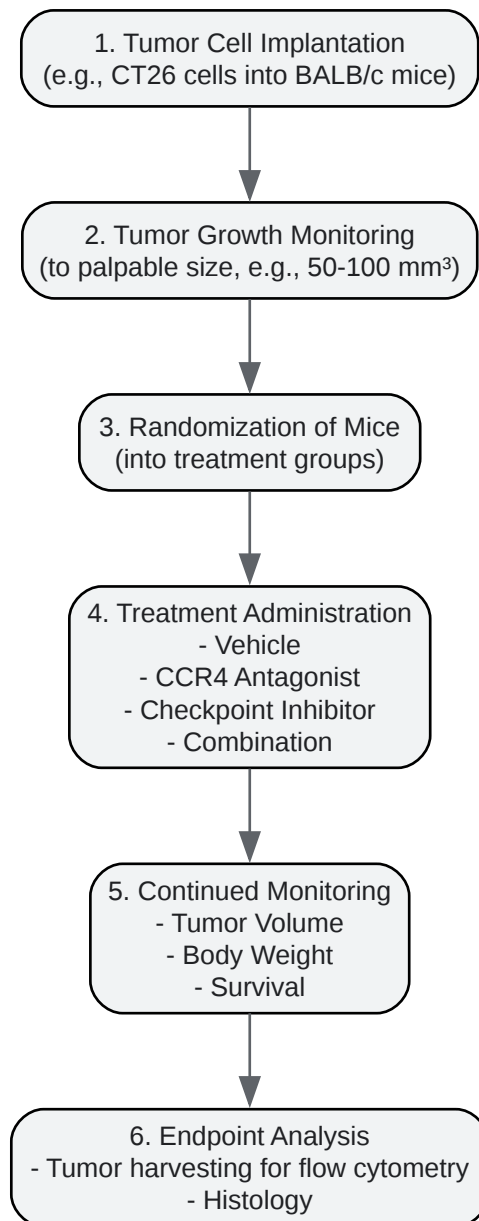 1. Tumor Cell Implantation
(e.g., CT26 cells into BALB/c mice)
2. Tumor Growth Monitoring
(to palpable size, e.g., 50-100 mm³)
3. Randomization of Mice
(into treatment groups)
4. Treatment Administration
- Vehicle
- CCR4 Antagonist
- Checkpoint Inhibitor
- Combination
5. Continued Monitoring
- Tumor Volume
- Body Weight
- Survival
6. Endpoint Analysis
- Tumor harvesting for flow cytometry
- Histology